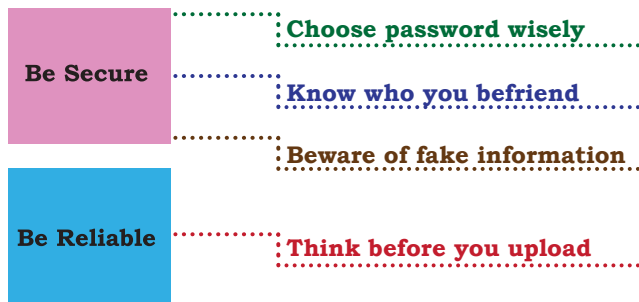 Be Secure
Choose password wisely
Know who you befriend
Beware of fake information
Be Reliable
Think before you upload